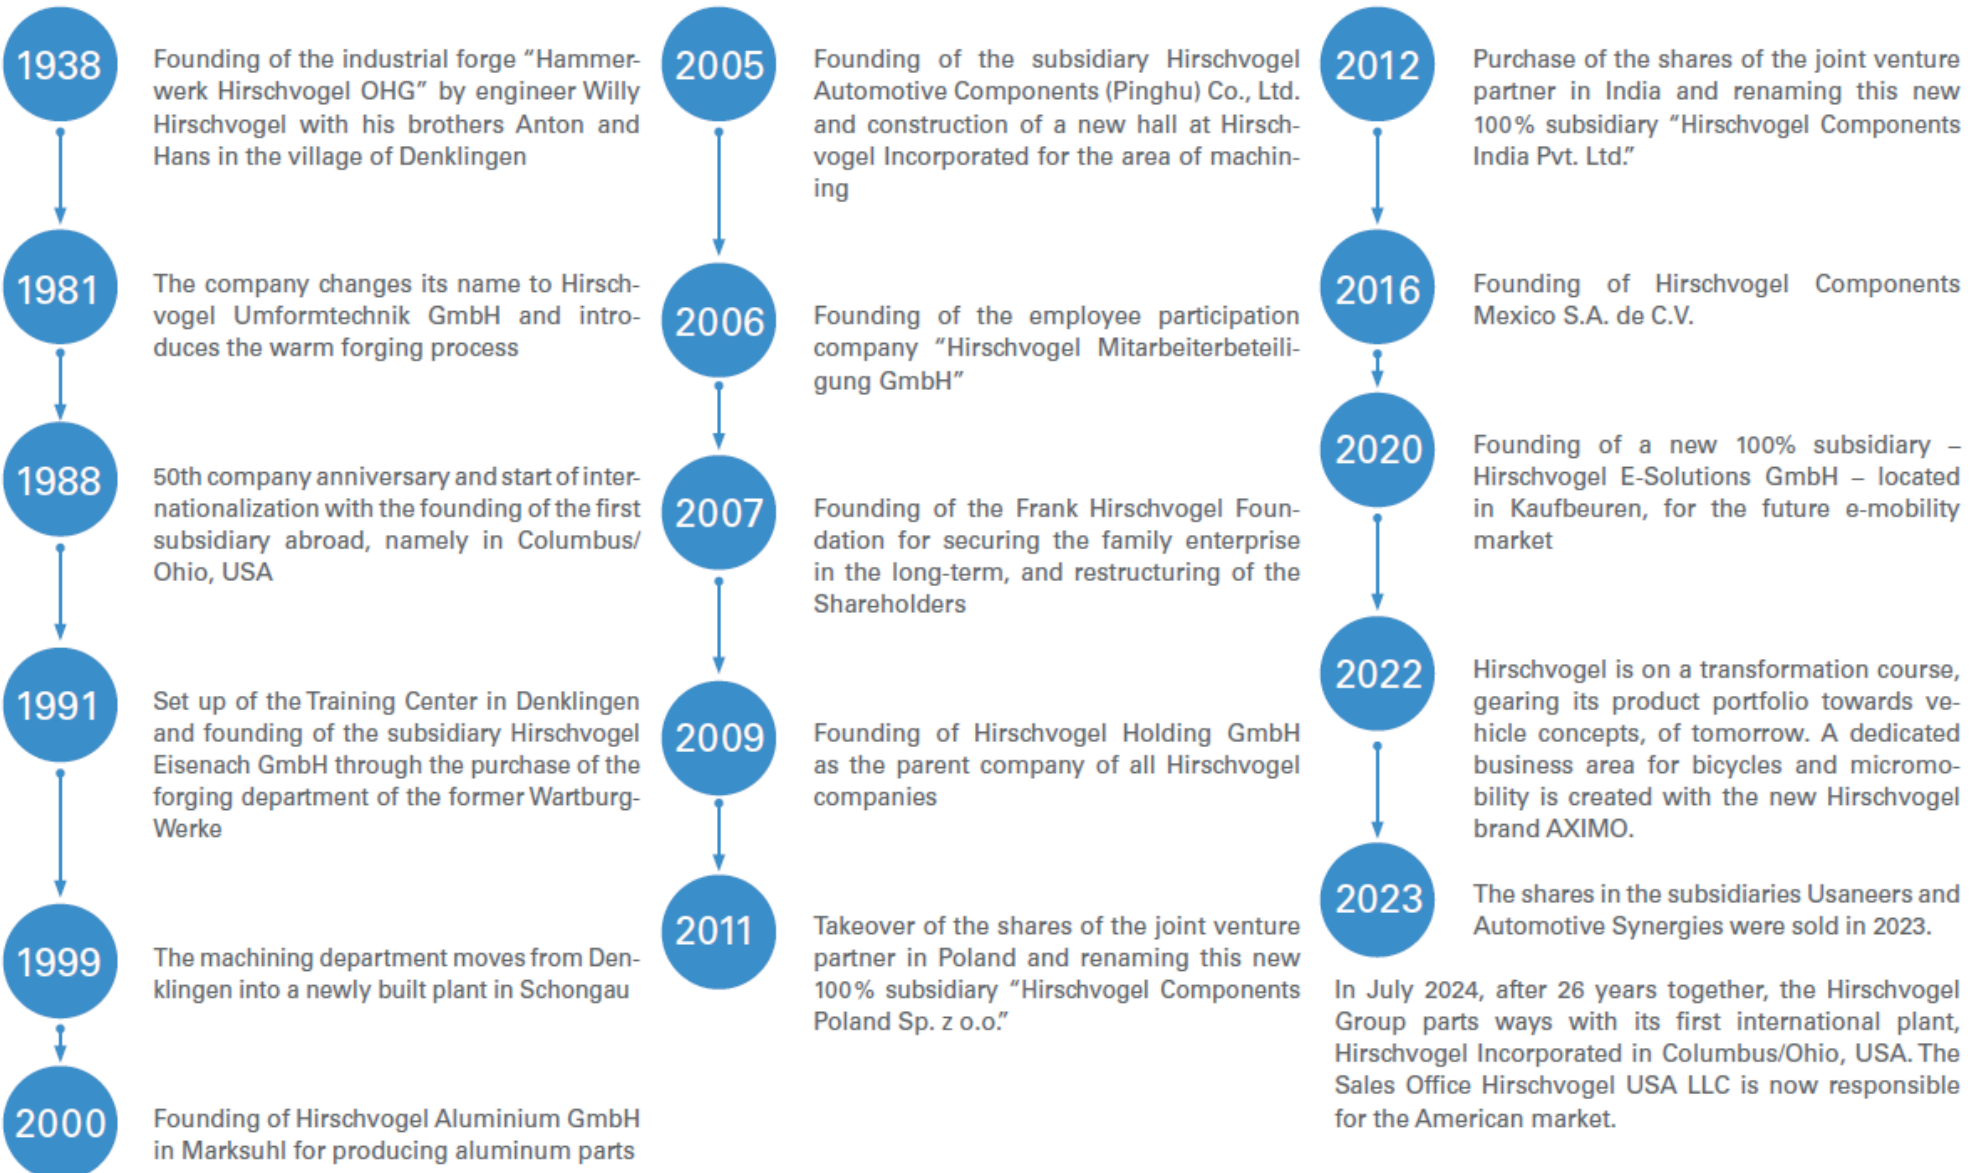 1938
Founding of the industrial forge “Hammer-
werk Hirschvogel OHG” by engineer Willy
Hirschvogel with his brothers Anton and
Hans in the village of Denklingen
1981
The company changes its name to Hirsch-
vogel Umformtechnik GmbH and intro-
duces the warm forging process
1988
50th company anniversary and start of inter-
nationalization with the founding of the first
subsidiary abroad, namely in Columbus/
Ohio, USA
1991
Set up of the Training Center in Denklingen
and founding of the subsidiary Hirschvogel
Eisenach GmbH through the purchase of the
forging department of the former Wartburg-
Werke
1999
The machining department moves from Den-
klingen into a newly built plant in Schongau
2000
Founding of Hirschvogel Aluminium GmbH
in Marksuhl for producing aluminum parts
2005
Founding of the subsidiary Hirschvogel
Automotive Components (Pinghu) Co., Ltd.
and construction of a new hall at Hirsch-
vogel Incorporated for the area of machin-
ing
2006
Founding of the employee participation
company “Hirschvogel Mitarbeiterbeteili-
gung GmbH”
2007
Founding of the Frank Hirschvogel Foun-
dation for securing the family enterprise
in the long-term, and restructuring of the
Shareholders
2009
Founding of Hirschvogel Holding GmbH
as the parent company of all Hirschvogel
companies
2011
Takeover of the shares of the joint venture
partner in Poland and renaming this new
100% subsidiary “Hirschvogel Components
Poland Sp. z o.o.”
2012
Purchase of the shares of the joint venture
partner in India and renaming this new
100% subsidiary “Hirschvogel Components
India Pvt. Ltd.”
2016
Founding of Hirschvogel Components
Mexico S.A. de C.V.
2020
Founding of a new 100% subsidiary –
Hirschvogel E-Solutions GmbH – located
in Kaufbeuren, for the future e-mobility
market
2022
Hirschvogel is on a transformation course,
gearing its product portfolio towards ve-
hicle concepts, of tomorrow. A dedicated
business area for bicycles and micromo-
bility is created with the new Hirschvogel
brand AXIMO.
2023
The shares in the subsidiaries Usaneers and
Automotive Synergies were sold in 2023.
In July 2024, after 26 years together, the Hirschvogel
Group parts ways with its first international plant,
Hirschvogel Incorporated in Columbus/Ohio, USA. The
Sales Office Hirschvogel USA LLC is now responsible
for the American market.